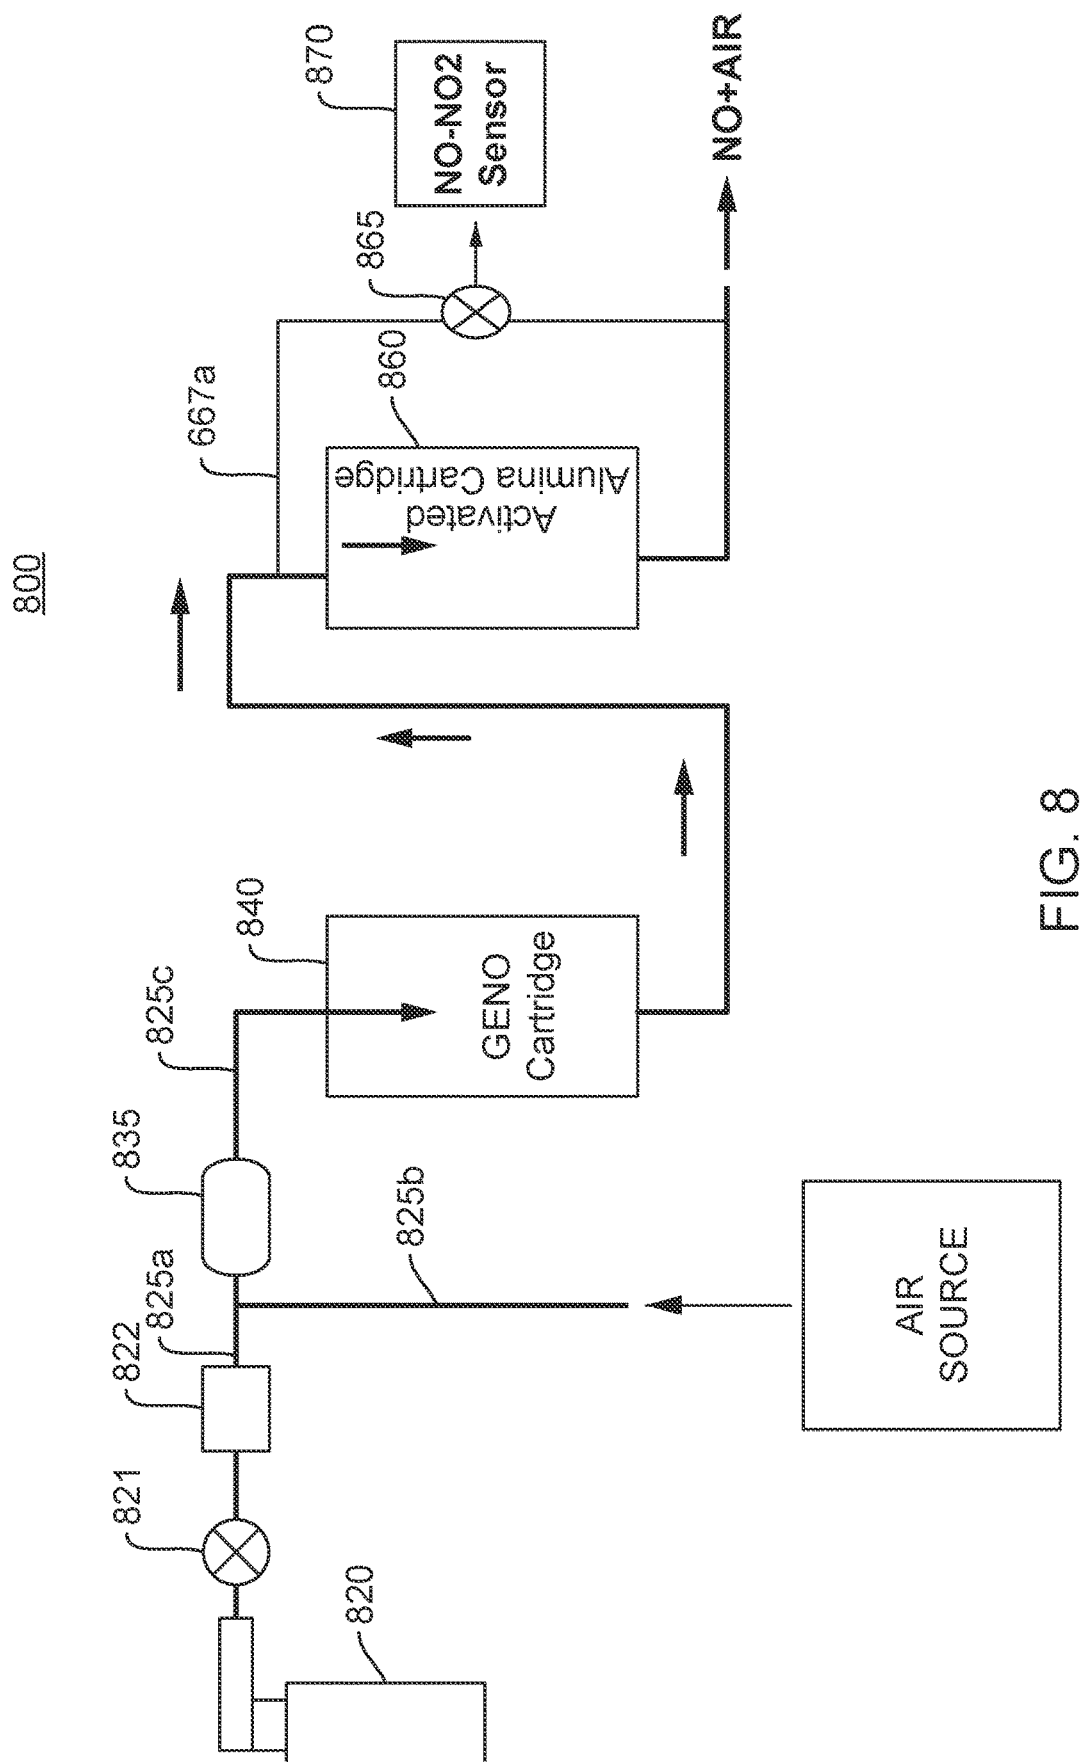 800
820
821
822
825a
835
825c
825b
AIR
SOURCE
840
GENO
Cartridge
667a
860
Activated
Alumina Cartridge
865
870
NO-NO2
Sensor
NO+AIR
FIG. 8